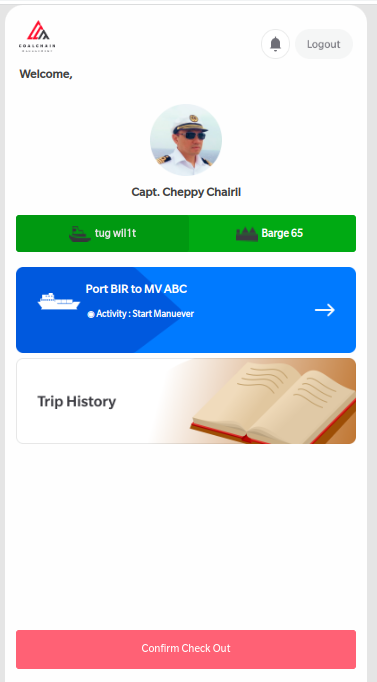 COALCHAIN
Logout
Welcome,
Capt. Cheppy Chairil
tug wil1t
Barge 65
Port BIR to MV ABC
Activity : Start Manuever
Trip History
Confirm Check Out